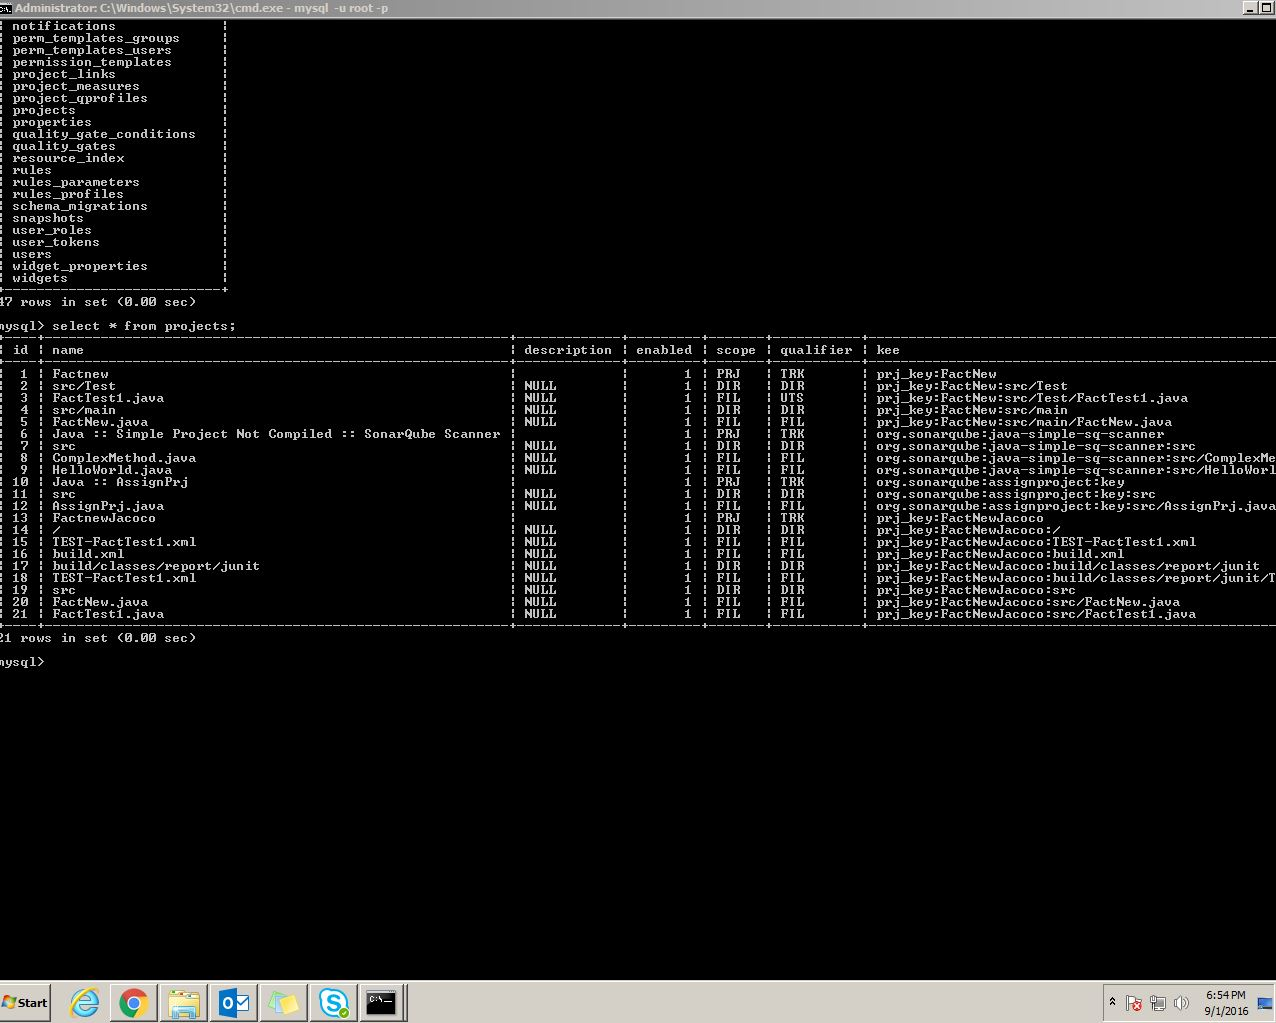 Administrator: C:\Windows\System32\cmd.exe - mysql -u root -p
| notifications |
| perm_templates_groups |
| perm_templates_users |
| permission_templates |
| project_links |
| project_measures |
| project_qprofiles |
| projects |
| properties |
| quality_gate_conditions |
| quality_gates |
| resource_index |
| rules |
| rules_parameters |
| rules_profiles |
| schema_migrations |
| snapshots |
| user_roles |
| user_tokens |
| users |
| widget_properties |
| widgets |
47 rows in set (0.00 sec)
mysql> select * from projects;
| id | name | description | enabled | scope | qualifier | kee
| 1 | Factnew | | 1 | PRJ | TRK | prj_key:FactNew
| 2 | src/Test | NULL | 1 | DIR | DIR | prj_key:FactNew:src/Test
| 3 | FactTest1.java | NULL | 1 | FIL | UTS | prj_key:FactNew:src/Test/FactTest1.java
| 4 | src/main | NULL | 1 | DIR | DIR | prj_key:FactNew:src/main
| 5 | FactNew.java | NULL | 1 | FIL | FIL | prj_key:FactNew:src/main/FactNew.java
| 6 | Java :: Simple Project Not Compiled :: SonarQube Scanner | | 1 | PRJ | TRK | org.sonarqube:java-simple-sq-scanner
| 7 | src | NULL | 1 | DIR | DIR | org.sonarqube:java-simple-sq-scanner:src
| 8 | ComplexMethod.java | NULL | 1 | FIL | FIL | org.sonarqube:java-simple-sq-scanner:src/ComplexMe
| 9 | HelloWorld.java | NULL | 1 | FIL | FIL | org.sonarqube:java-simple-sq-scanner:src/HelloWorl
| 10 | Java :: AssignPrj | | 1 | PRJ | TRK | org.sonarqube:assignproject:key
| 11 | src | NULL | 1 | DIR | DIR | org.sonarqube:assignproject:key:src
| 12 | AssignPrj.java | NULL | 1 | FIL | FIL | org.sonarqube:assignproject:key:src/AssignPrj.java
| 13 | FactnewJacoco | | 1 | PRJ | TRK | prj_key:FactNewJacoco
| 14 | / | NULL | 1 | DIR | DIR | prj_key:FactNewJacoco:/
| 15 | TEST-FactTest1.xml | NULL | 1 | FIL | FIL | prj_key:FactNewJacoco:TEST-FactTest1.xml
| 16 | build.xml | NULL | 1 | FIL | FIL | prj_key:FactNewJacoco:build.xml
| 17 | build/classes/report/junit | NULL | 1 | DIR | DIR | prj_key:FactNewJacoco:build/classes/report/junit
| 18 | TEST-FactTest1.xml | NULL | 1 | FIL | FIL | prj_key:FactNewJacoco:build/classes/report/junit/T
| 19 | src | NULL | 1 | DIR | DIR | prj_key:FactNewJacoco:src
| 20 | FactNew.java | NULL | 1 | FIL | FIL | prj_key:FactNewJacoco:src/FactNew.java
| 21 | FactTest1.java | NULL | 1 | FIL | FIL | prj_key:FactNewJacoco:src/FactTest1.java
21 rows in set (0.00 sec)
mysql>
Start
6:54 PM
9/1/2016